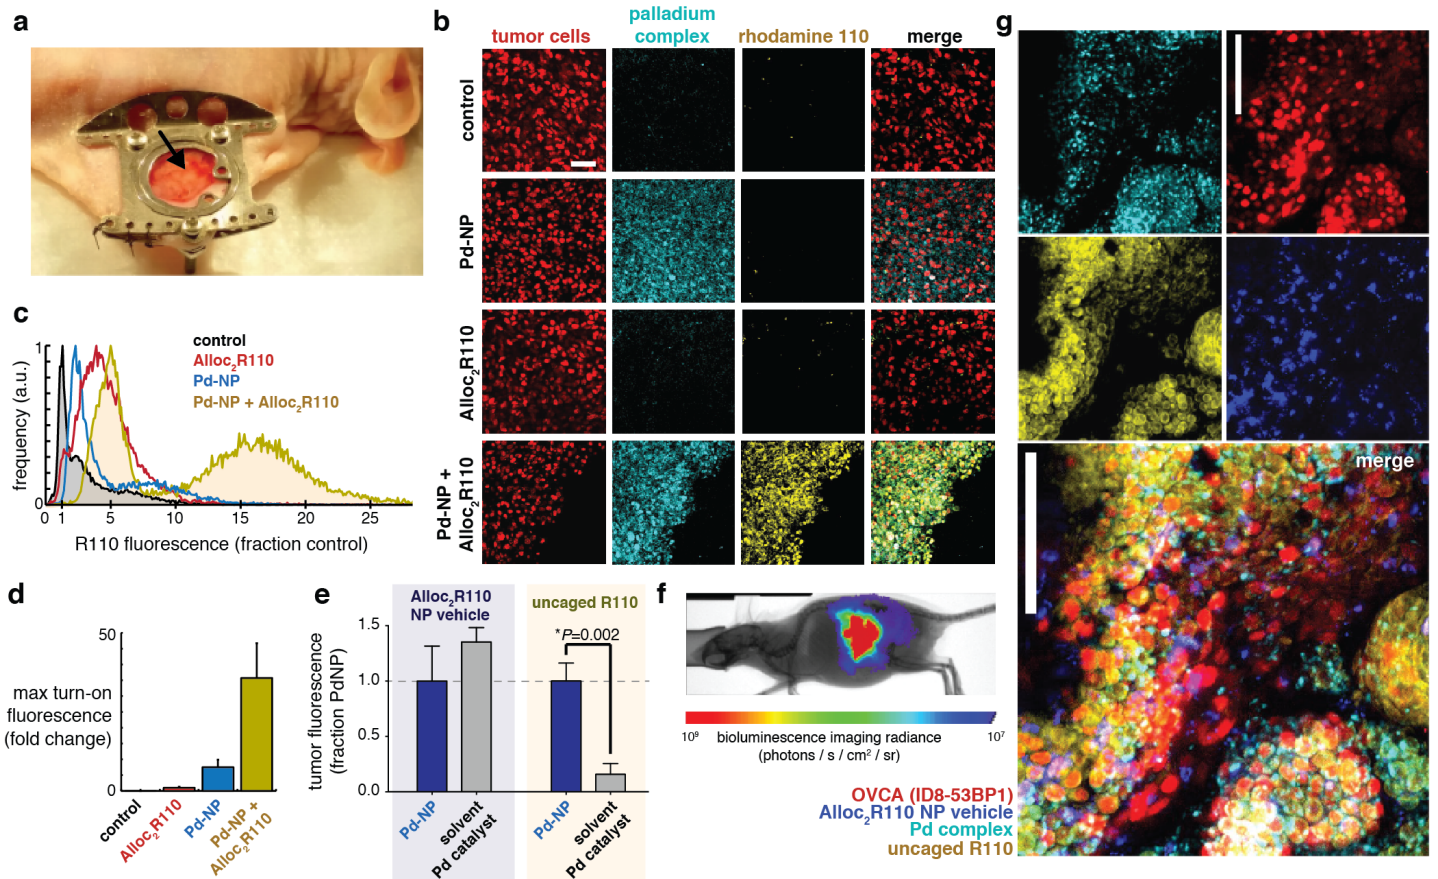 a
b
tumor cells
palladium
complex
rhodamine 110
merge
control
Pd-NP
Alloc₂R110
Pd-NP +
Alloc₂R110
c
control
Alloc₂R110
Pd-NP
Pd-NP + Alloc₂R110
frequency (a.u.)
1
0
0 1 5 10 15 20 25
R110 fluorescence (fraction control)
d
max turn-on
fluorescence
(fold change)
50
0
control
Alloc₂R110
Pd-NP
Pd-NP +
Alloc₂R110
e
Alloc₂R110
NP vehicle
uncaged R110
*P=0.002
tumor fluorescence
(fraction PdNP)
1.5
1.0
0.5
0.0
Pd-NP
solvent
Pd catalyst
Pd-NP
solvent
Pd catalyst
f
10⁹ bioluminescence imaging radiance 10⁷
(photons / s / cm² / sr)
g
merge
OVCA (ID8-53BP1)
Alloc₂R110 NP vehicle
Pd complex
uncaged R110